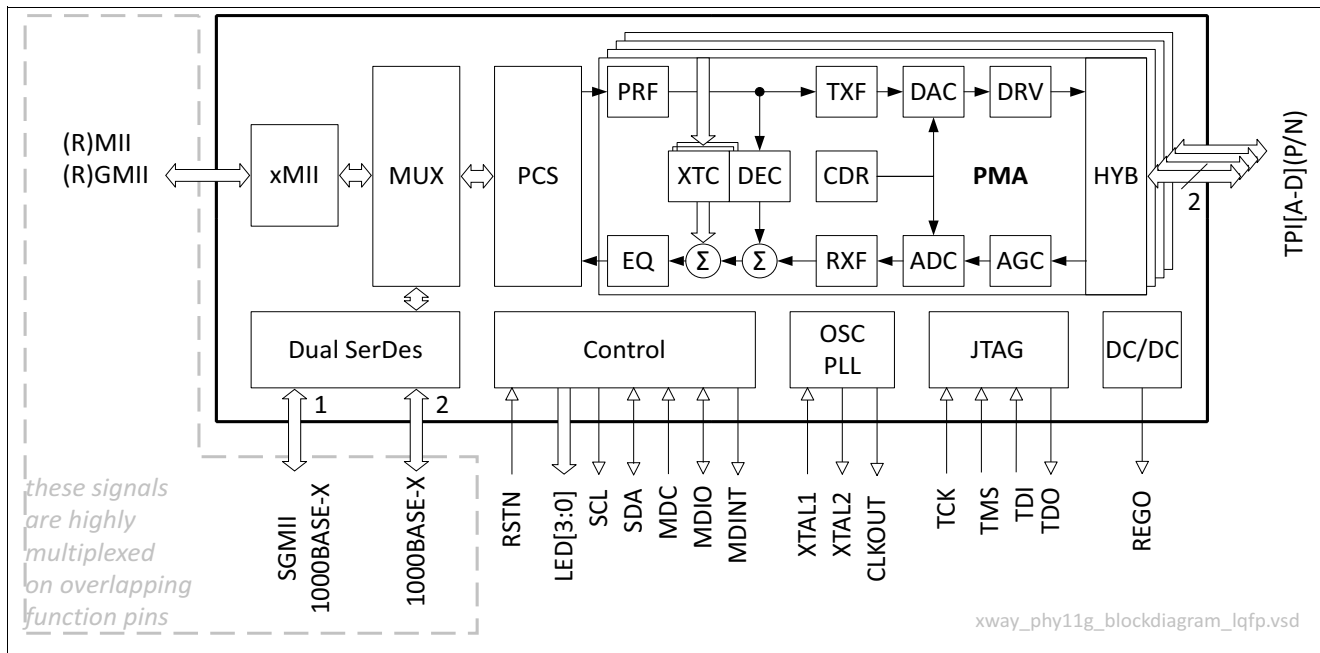 (R)MII
(R)GMII
xMII
MUX
PCS
PRF
TXF
DAC
DRV
XTC
DEC
CDR
PMA
HYB
EQ
Σ
Σ
RXF
ADC
AGC
2
TPI[A-D](P/N)
Dual SerDes
Control
OSC
PLL
JTAG
DC/DC
1
2
SGMII
1000BASE-X
1000BASE-X
RSTN
LED[3:0]
SCL
SDA
MDC
MDIO
MDINT
XTAL1
XTAL2
CLKOUT
TCK
TMS
TDI
TDO
REGO
these signals
are highly
multiplexed
on overlapping
function pins
xway_phy11g_blockdiagram_lqfp.vsd